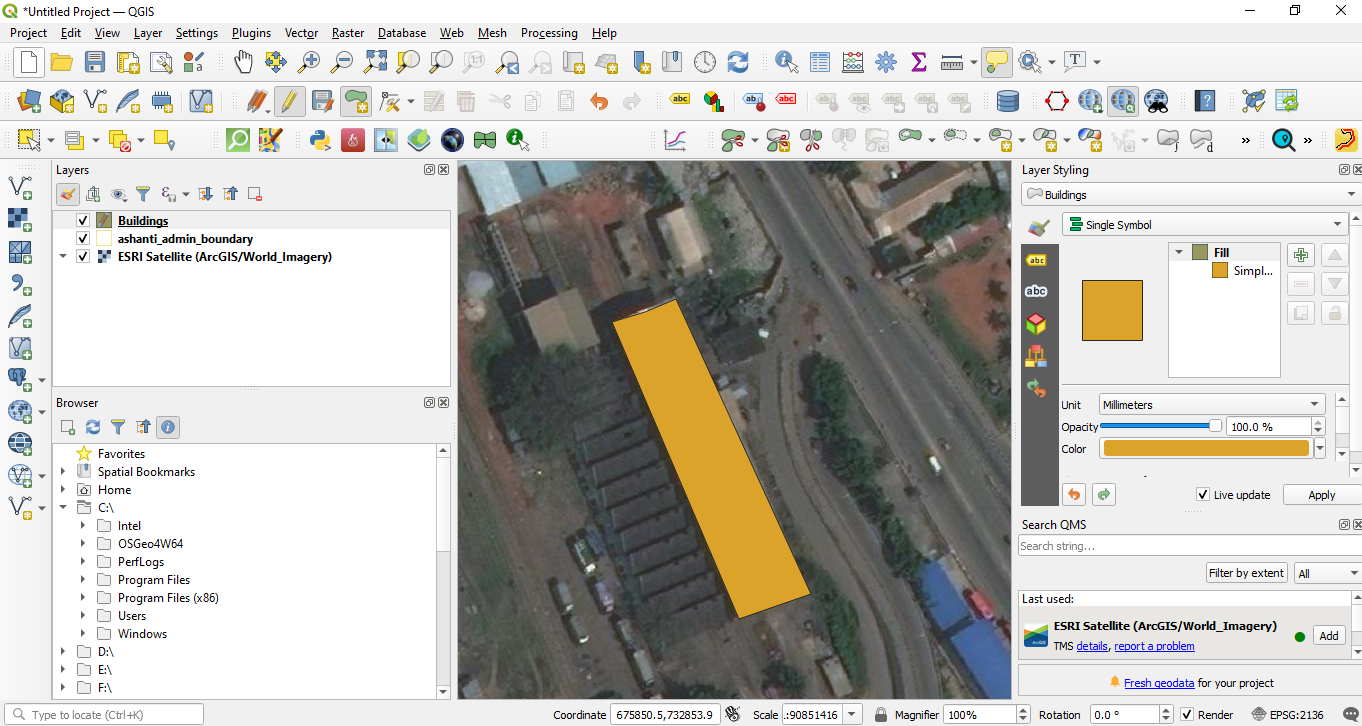 *Untitled Project — QGIS
Project Edit View Layer Settings Plugins Vector Raster Database Web Mesh Processing Help
Layers
Buildings
ashanti_admin_boundary
ESRI Satellite (ArcGIS/World_Imagery)
Browser
Favorites
Spatial Bookmarks
Home
C:\
Intel
OSGeo4W64
PerfLogs
Program Files
Program Files (x86)
Users
Windows
D:\
E:\
F:\
Layer Styling
Buildings
Single Symbol
Fill
Simpl...
Unit Millimeters
Opacity 100.0 %
Color
Live update Apply
Search QMS
Search string...
Filter by extent All
Last used:
ESRI Satellite (ArcGIS/World_Imagery)
TMS details, report a problem
Add
Fresh geodata for your project
Type to locate (Ctrl+K) Coordinate 675850.5,732853.9 Scale .:90851416 Magnifier 100% Rotation 0.0 ° Render EPSG:2136